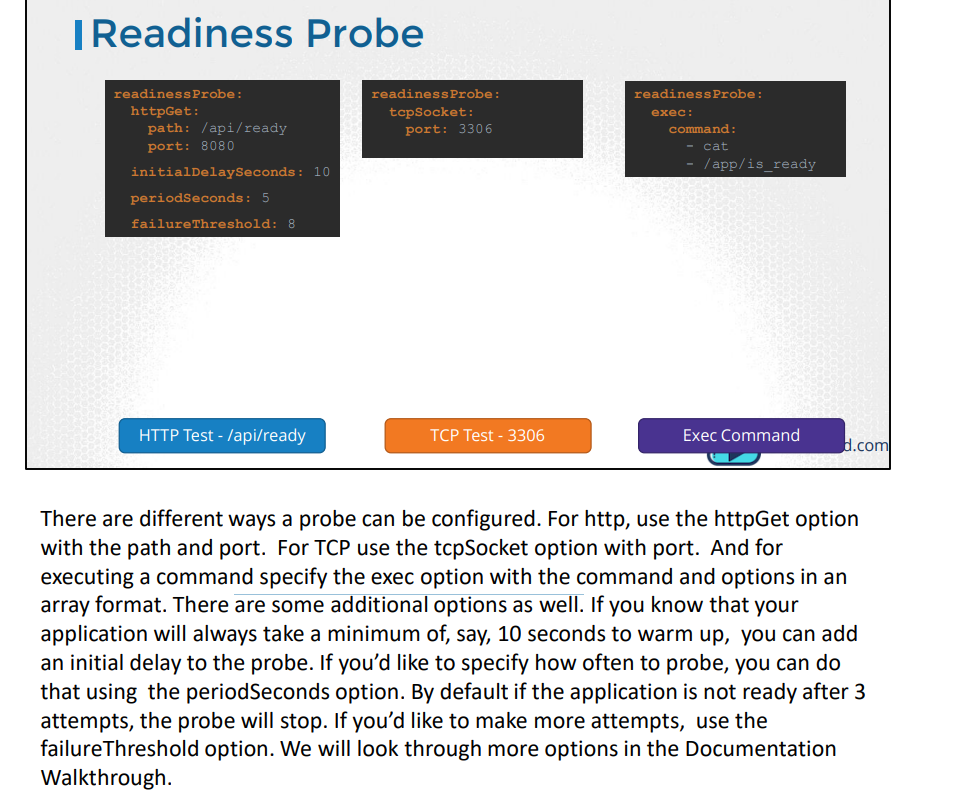 Readiness Probe
readinessProbe:
httpGet:
path: /api/ready
port: 8080
initialDelaySeconds: 10
periodSeconds: 5
failureThreshold: 8
readinessProbe:
tcpSocket:
port: 3306
readinessProbe:
exec:
command:
- cat
- /app/is_ready
HTTP Test - /api/ready
TCP Test - 3306
Exec Command
d.com
There are different ways a probe can be configured. For http, use the httpGet option
with the path and port.  For TCP use the tcpSocket option with port.  And for
executing a command specify the exec option with the command and options in an
array format. There are some additional options as well. If you know that your
application will always take a minimum of, say, 10 seconds to warm up,  you can add
an initial delay to the probe. If you’d like to specify how often to probe, you can do
that using  the periodSeconds option. By default if the application is not ready after 3
attempts, the probe will stop. If you’d like to make more attempts,  use the
failureThreshold option. We will look through more options in the Documentation
Walkthrough.